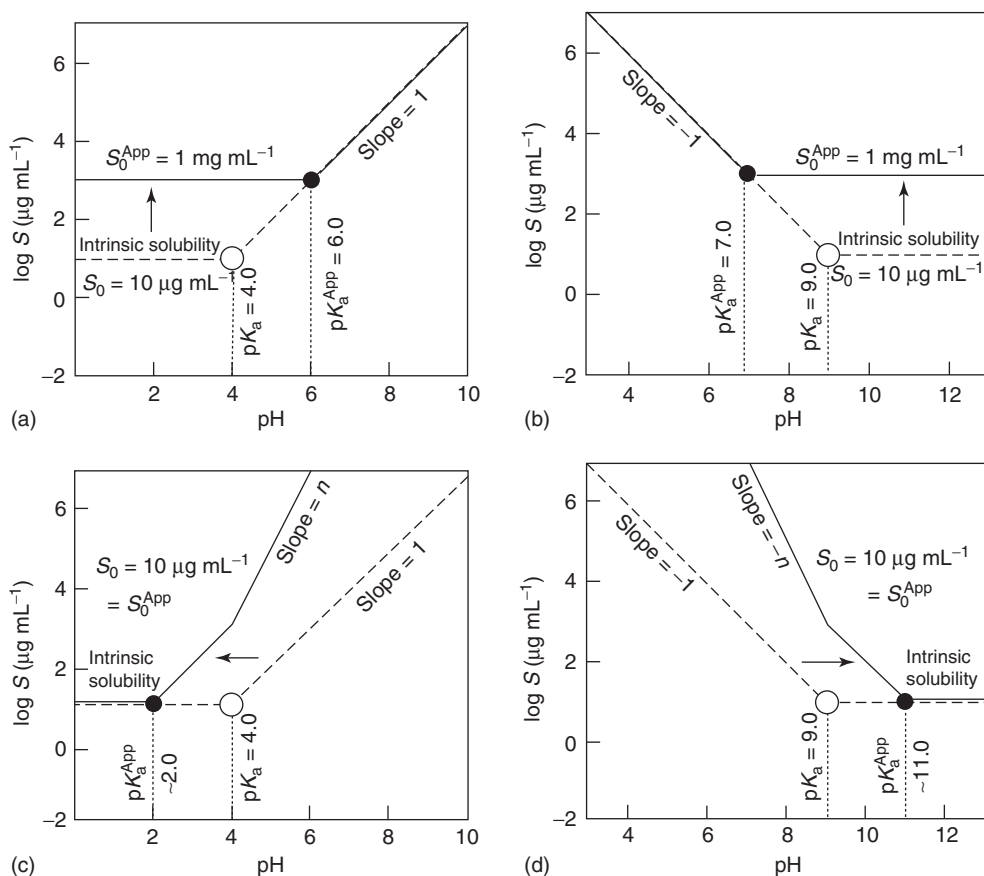 6
4
2
0
−2
log S (μg mL−1)
S0App = 1 mg mL−1
Intrinsic solubility
S0 = 10 μg mL−1
pKa = 4.0
pKaApp = 6.0
Slope = 1
2 4 6 8 10
pH
(a)
6
4
2
0
−2
log S (μg mL−1)
Slope = −1
S0App = 1 mg mL−1
Intrinsic solubility
S0 = 10 μg mL−1
pKaApp = 7.0
pKa = 9.0
4 6 8 10 12
pH
(b)
6
4
2
0
−2
log S (μg mL−1)
S0 = 10 μg mL−1
= S0App
Intrinsic
solubility
pKaApp
~2.0
pKa = 4.0
Slope = n
Slope = 1
2 4 6 8 10
pH
(c)
6
4
2
0
−2
log S (μg mL−1)
Slope = −1
Slope = −n
S0 = 10 μg mL−1
= S0App
Intrinsic
solubility
pKa = 9.0
pKaApp
~11.0
4 6 8 10 12
pH
(d)